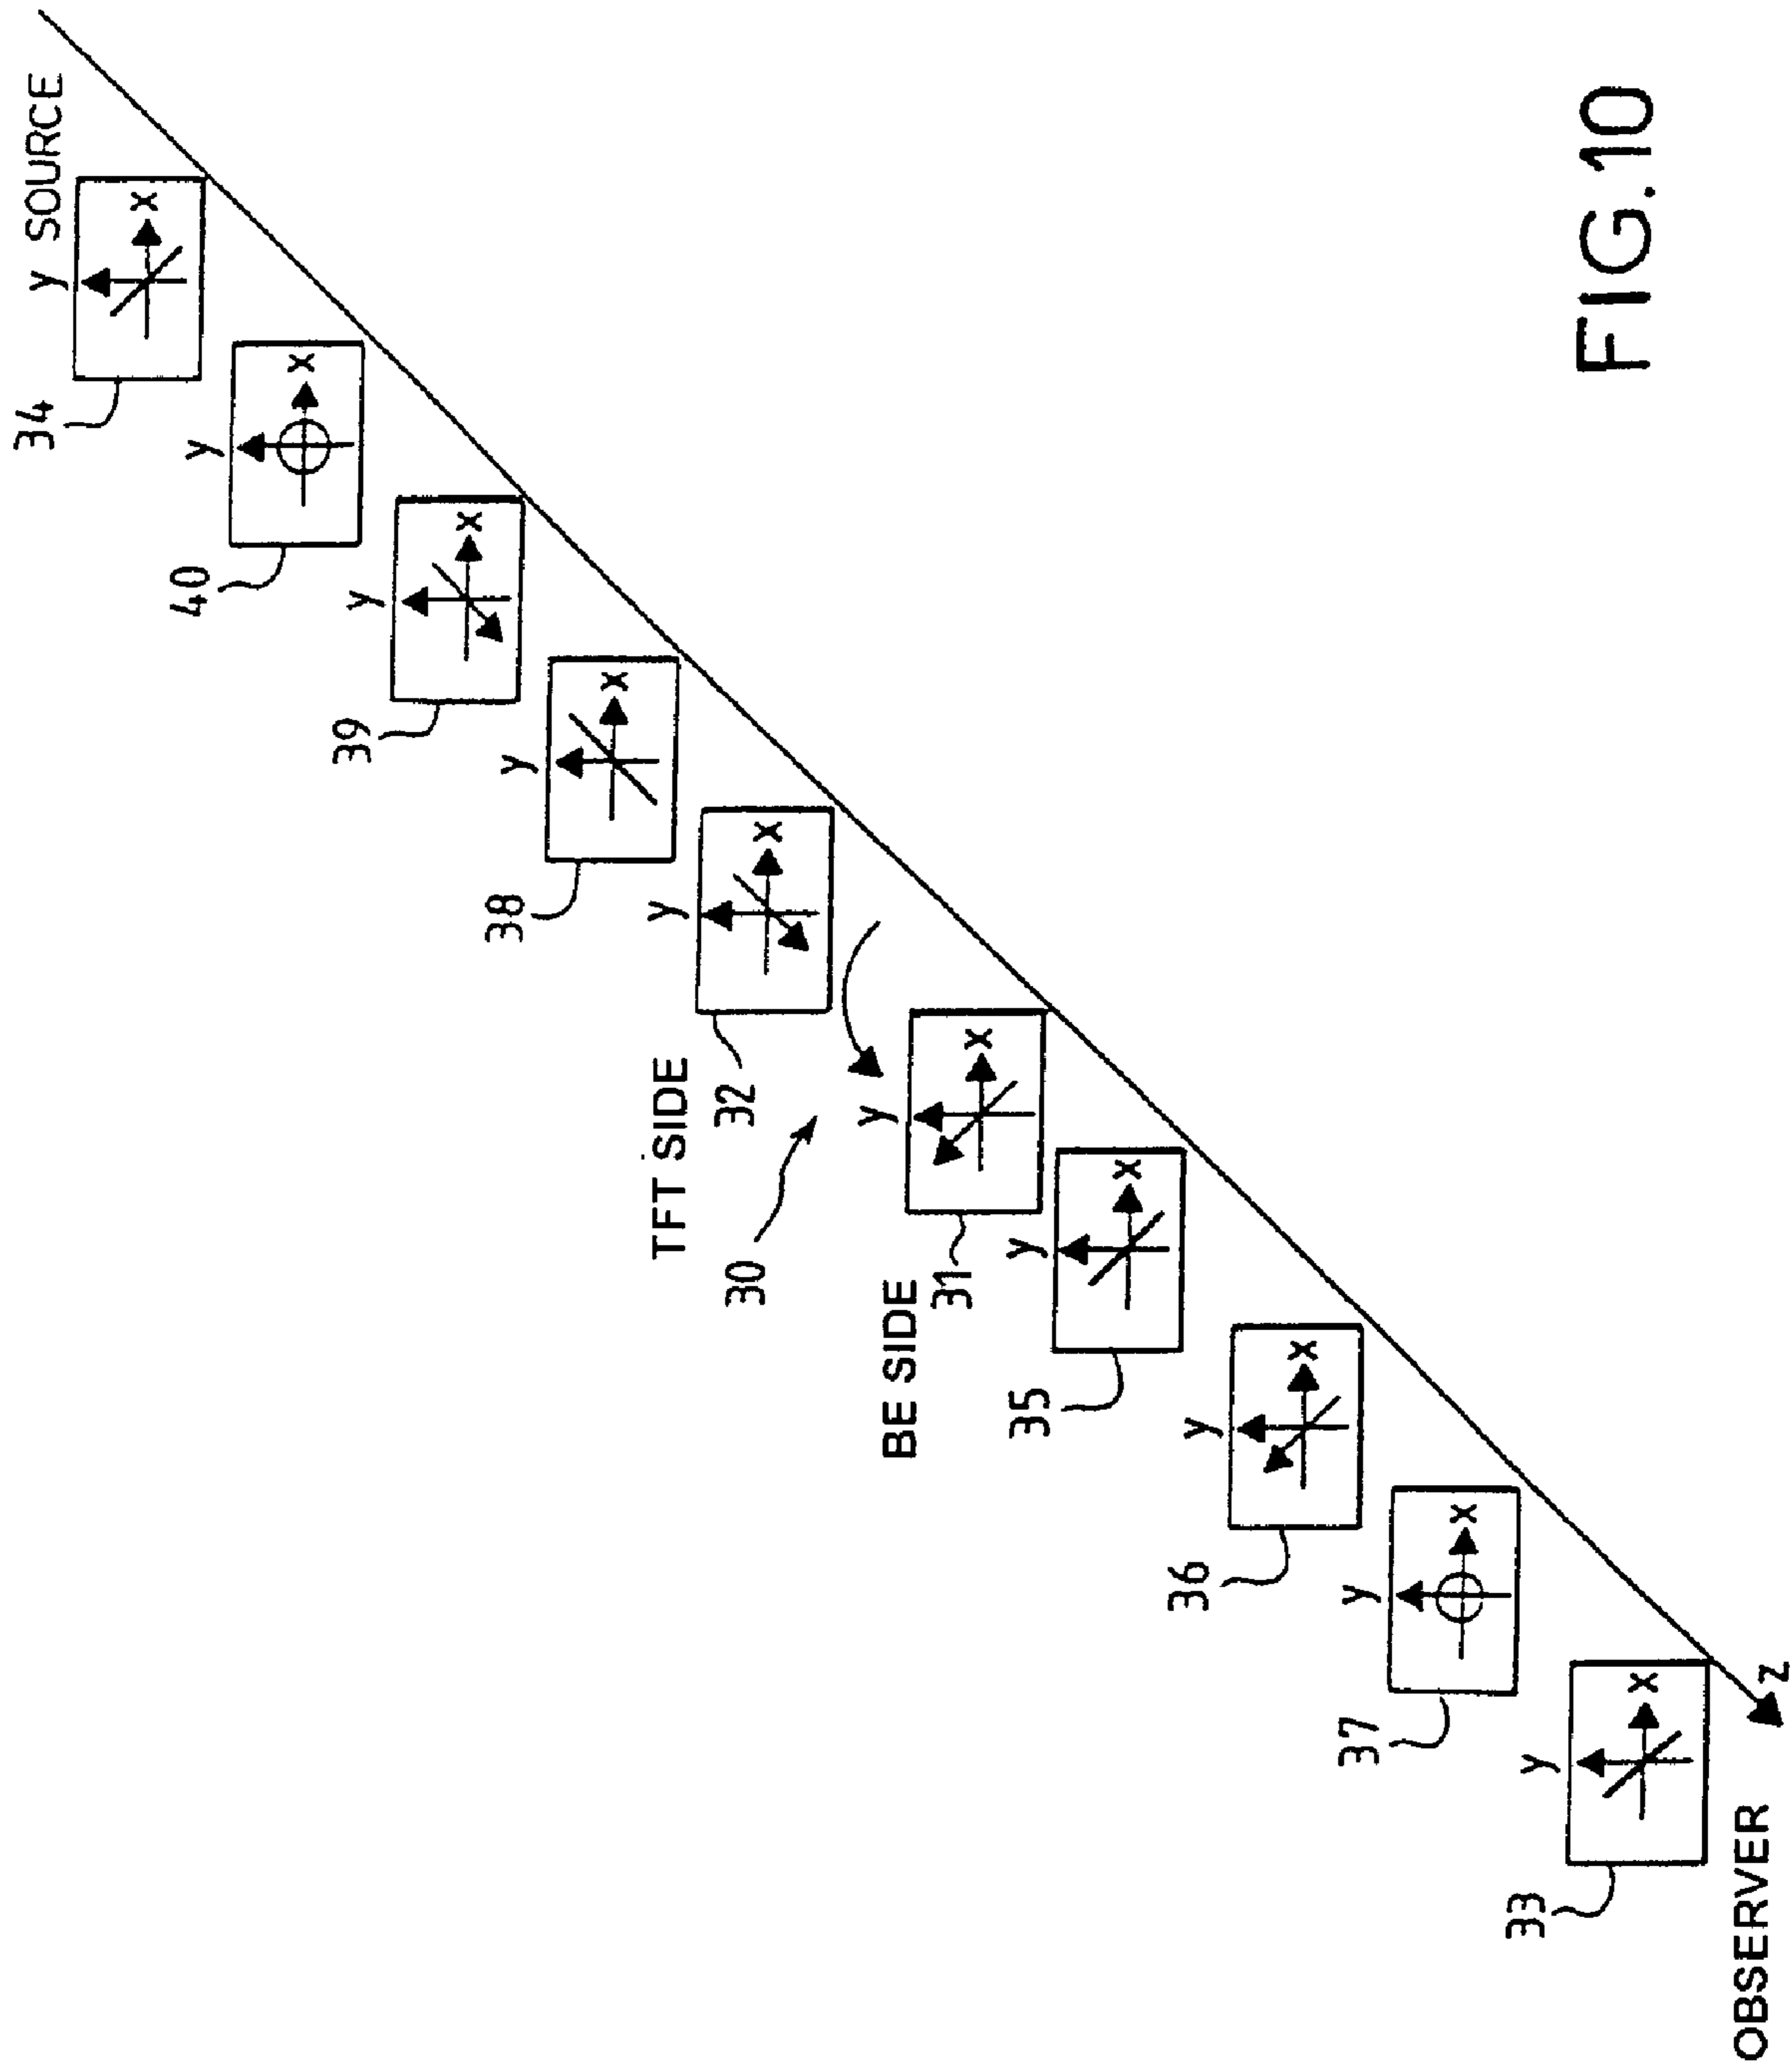 y SOURCE
x
34
y
x
40
y
x
39
y
x
38
y
x
TFT SIDE
32
30
y
x
BE SIDE
31
y
x
35
y
x
36
y
x
37
y
x
33
z
OBSERVER
FIG.10